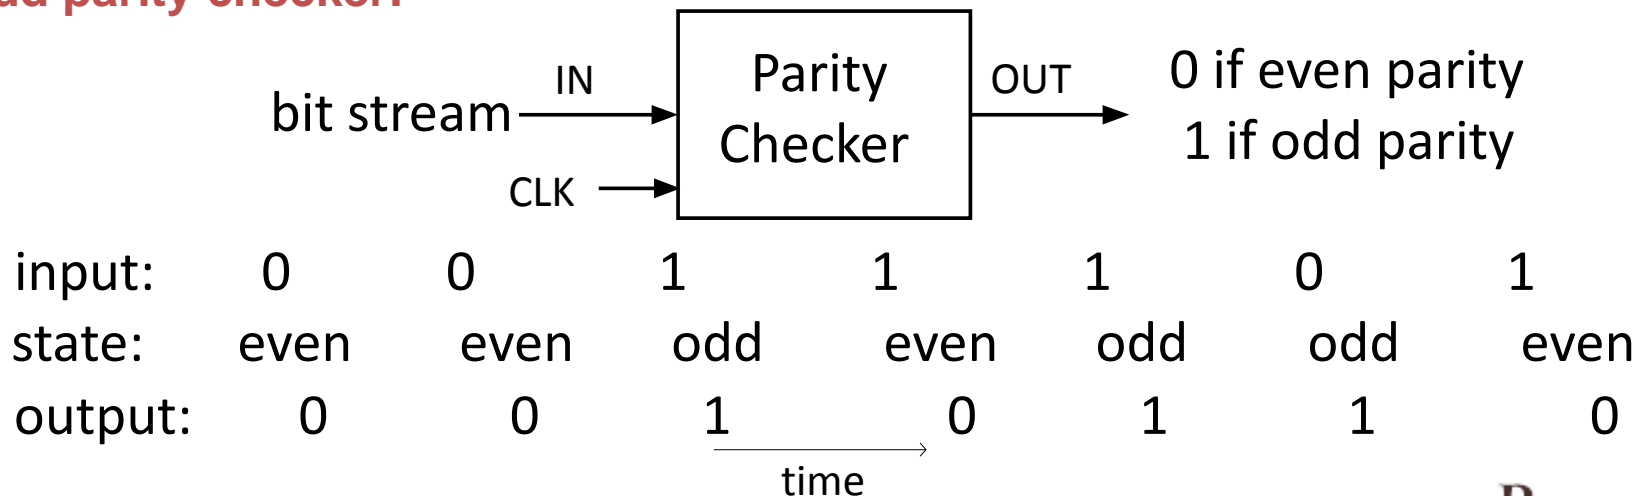 parity checker:
IN
Parity
OUT
0 if even parity
bit stream
Checker
1 if odd parity
CLK
input: 0 0 1 1 1 0 1
state: even even odd even odd odd even
output: 0 0 1 0 1 1 0
time